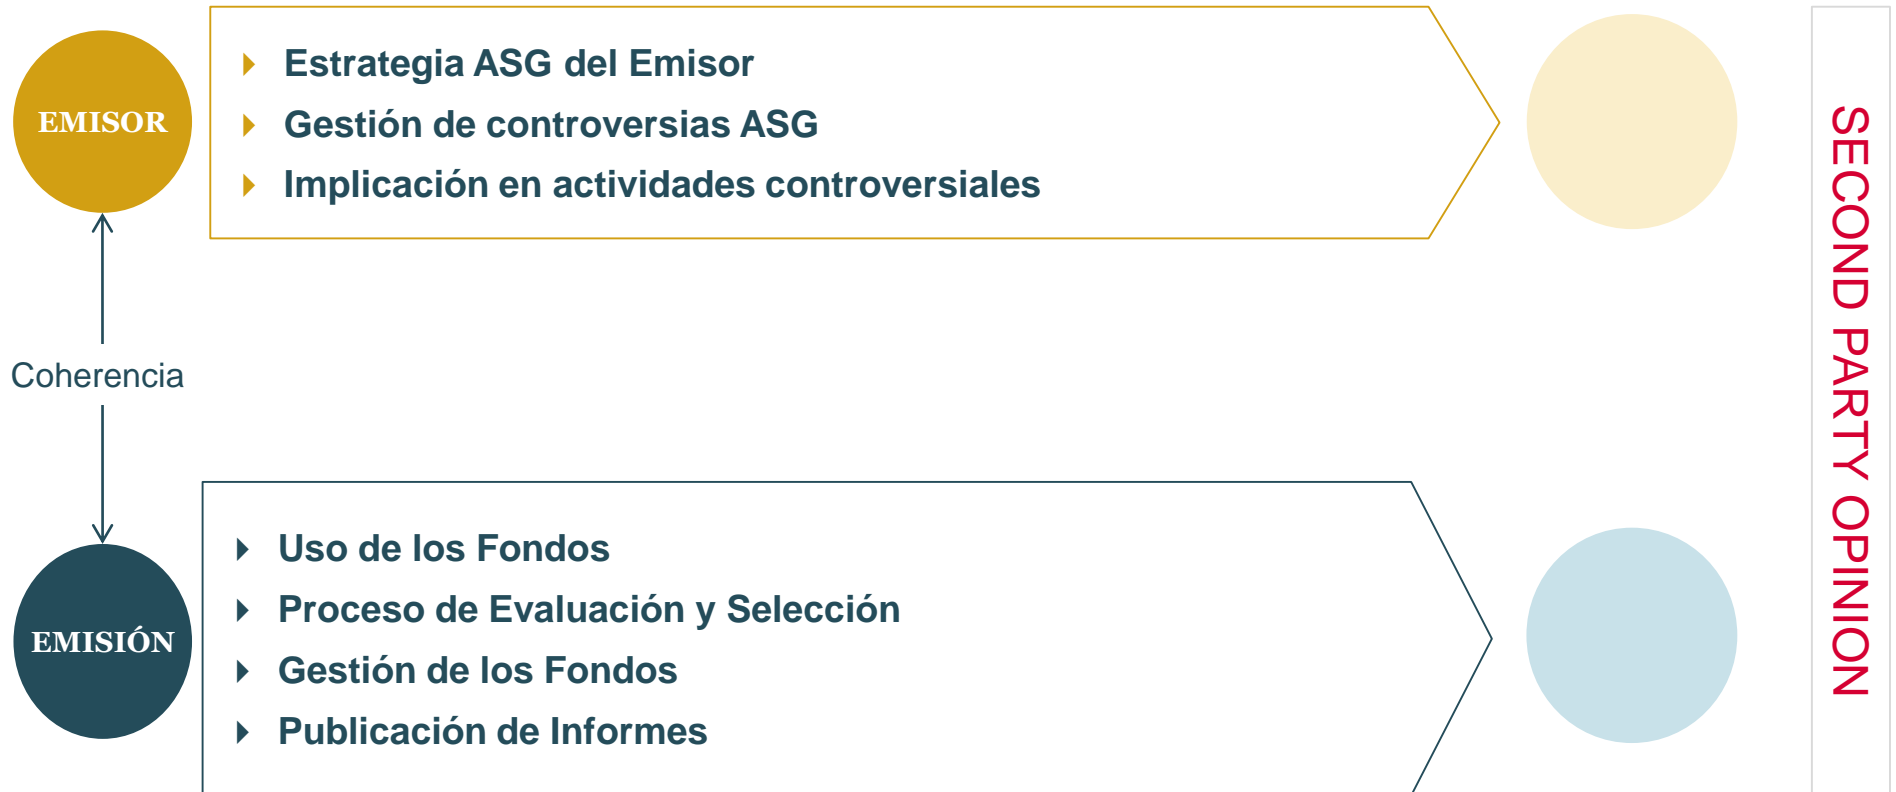 EMISOR
Estrategia ASG del Emisor
Gestión de controversias ASG
Implicación en actividades controversiales
Coherencia
EMISIÓN
Uso de los Fondos
Proceso de Evaluación y Selección
Gestión de los Fondos
Publicación de Informes
SECOND PARTY OPINION